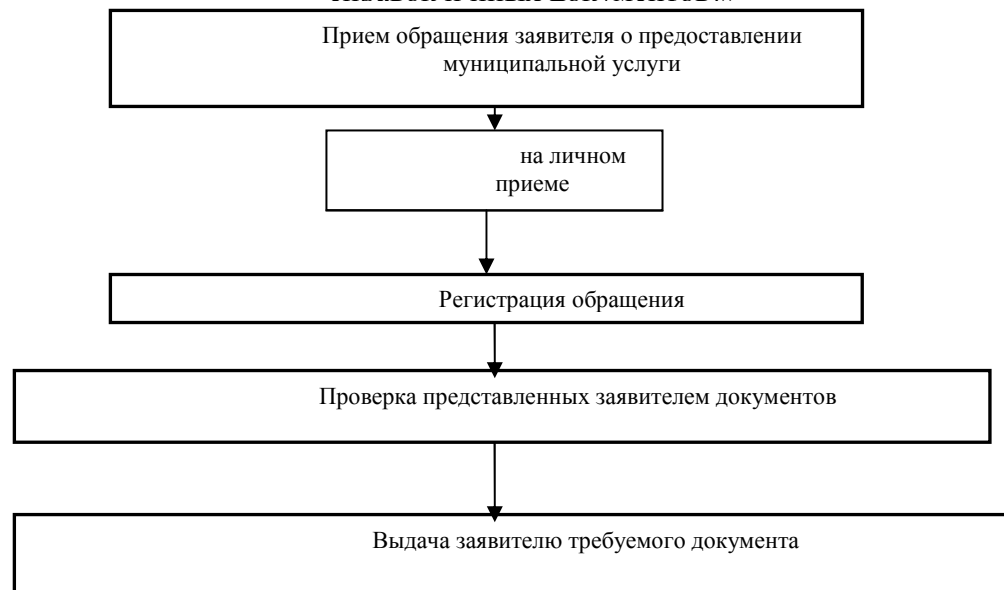 Прием обращения заявителя о предоставлении
муниципальной услуги
на личном
приеме
Регистрация обращения
Проверка представленных заявителем документов
Выдача заявителю требуемого документа